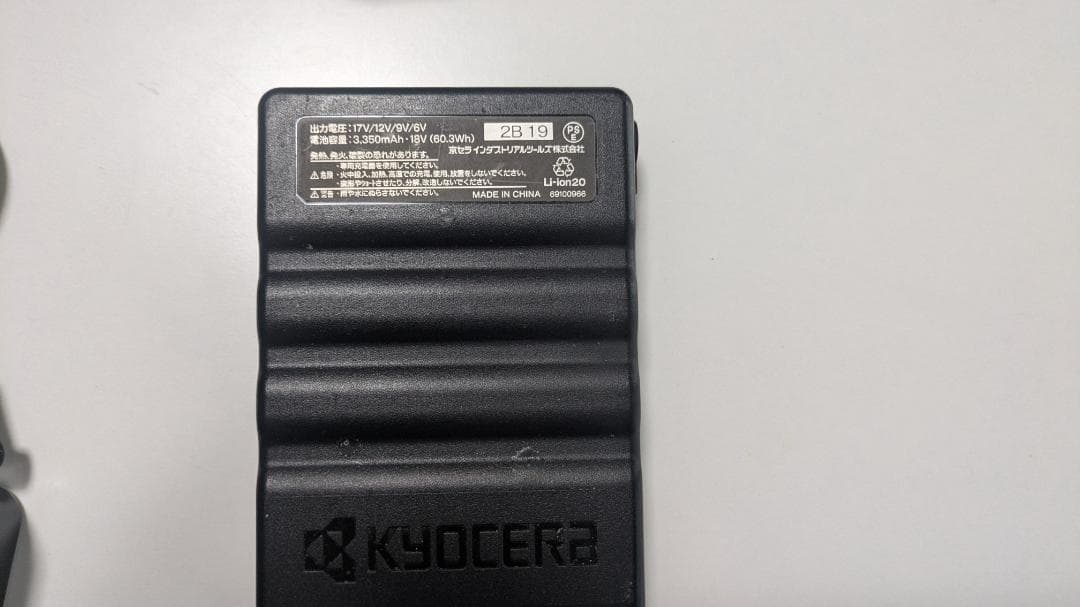 出力電圧:17V/12V/9V/6V
電池容量:3,350mAh・18V (60.3Wh)
2B 19
PS
E
京セラインダストリアルツールズ株式会社
発熱、発火、破裂の恐れがあります。
・専用充電器を使用してください。
⚠危険・火中投入、加熱、高温での充電、使用、放置をしないでください。
・変形やショートさせたり、分解、改造しないでください。
⚠警告・雨や水にぬらさないでください。
Li-ion20
MADE IN CHINA 69100966
KYOCERA